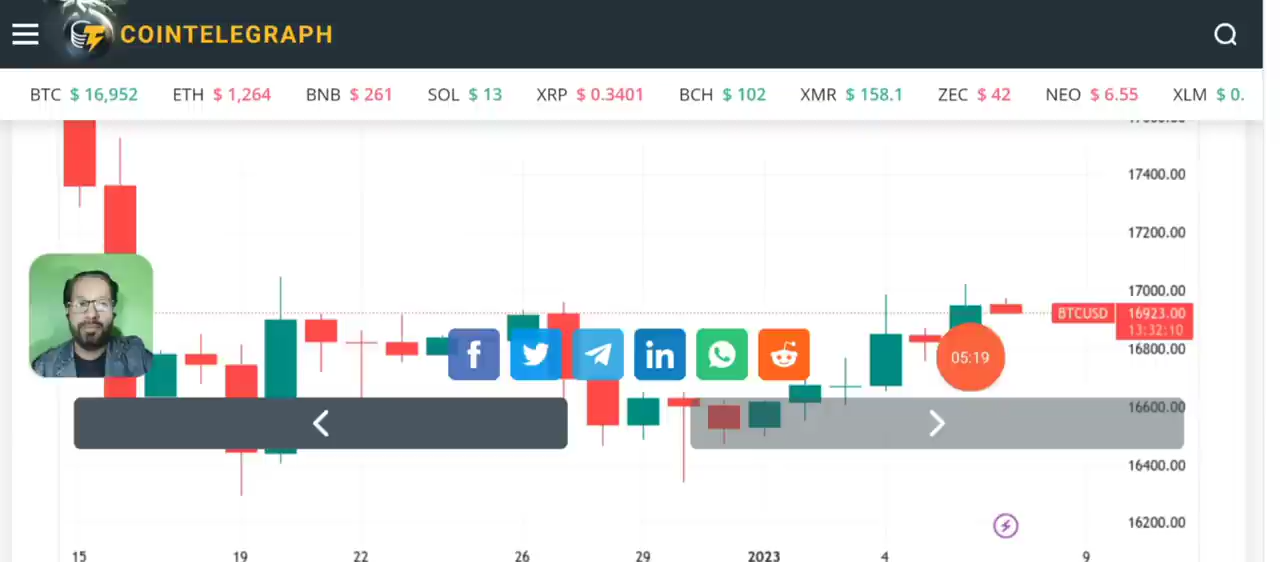 COINTELEGRAPH
BTC $ 16,952 ETH $ 1,264 BNB $ 261 SOL $ 13 XRP $ 0.3401 BCH $ 102 XMR $ 158.1 ZEC $ 42 NEO $ 6.55 XLM $ 0.
17400.00
17200.00
17000.00
BTCUSD 16923.00
13:32:10
16800.00
05:19
16600.00
16400.00
16200.00
15 19 22 26 29 2023 4 9